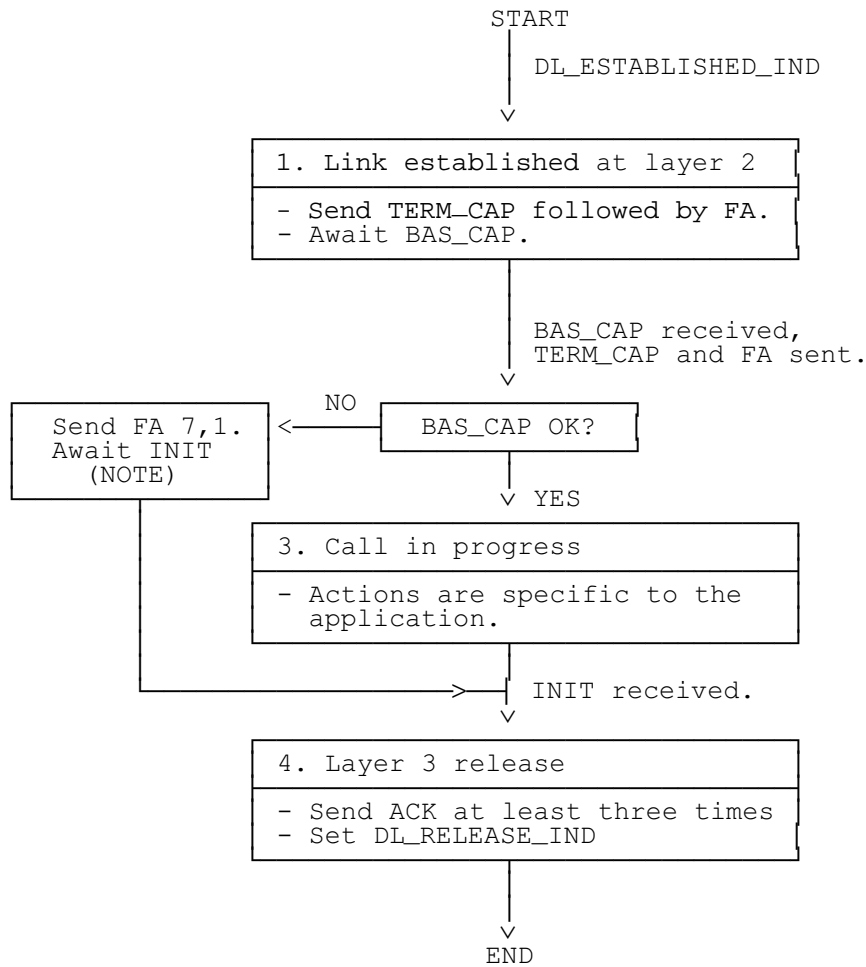 START
DL_ESTABLISHED_IND
1. Link established at layer 2
- Send TERM_CAP followed by FA.
- Await BAS_CAP.
BAS_CAP received,
TERM_CAP and FA sent.
NO
BAS_CAP OK?
Send FA 7,1.
Await INIT
(NOTE)
YES
3. Call in progress
- Actions are specific to the
application.
INIT received.
4. Layer 3 release
- Send ACK at least three times
- Set DL_RELEASE_IND
END